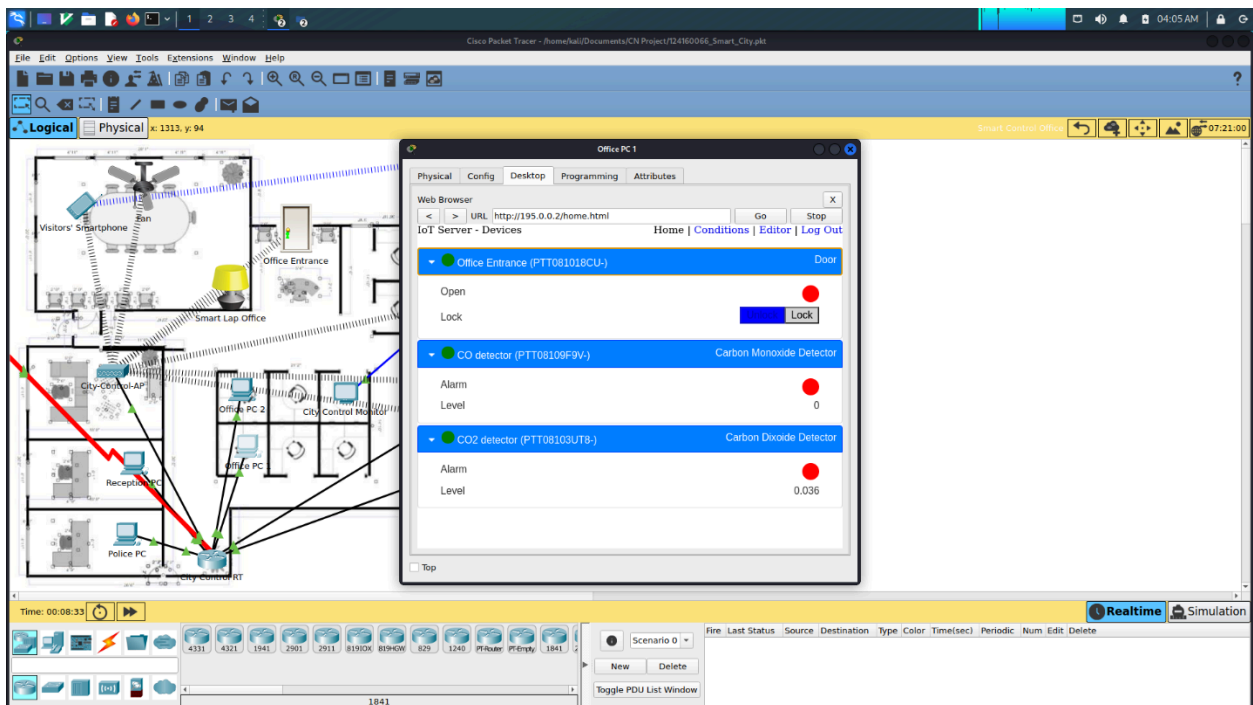 1 2 3 4
04:05 AM
Cisco Packet Tracer - /home/kali/Documents/CN Project/124160066_Smart_City.pkt
File Edit Options View Tools Extensions Window Help
?
Logical Physical x: 1313, y: 94
Smart Control Office
07:21:00
Fan
Visitors' Smartphone
Office Entrance
Smart Lap Office
City-Control-AP
Office PC 2
City Control Monitor
Office PC
Reception PC
Police PC
City Control RT
Office PC 1
Physical Config Desktop Programming Attributes
Web Browser
X
< > URL http://195.0.0.2/home.html Go Stop
IoT Server - Devices Home | Conditions | Editor | Log Out
Office Entrance (PTT081018CU-) Door
Open
Lock Lock
CO detector (PTT08109F9V-) Carbon Monoxide Detector
Alarm
Level 0
CO2 detector (PTT08103UT8-) Carbon Dixoide Detector
Alarm
Level 0.036
Top
Time: 00:08:33
Realtime Simulation
4331 4321 1941 2901 2911 819IOX 819HGW 829 1240 PT-Router PT-Empty 1841
1841
Scenario 0
New Delete
Toggle PDU List Window
Fire Last Status Source Destination Type Color Time(sec) Periodic Num Edit Delete